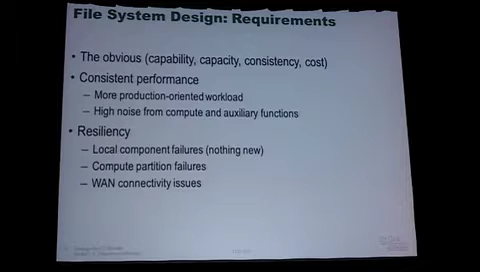 File System Design: Requirements
• The obvious (capability, capacity, consistency, cost)
• Consistent performance
– More production-oriented workload
– High noise from compute and auxiliary functions
• Resiliency
– Local component failures (nothing new)
– Compute partition failures
– WAN connectivity issues